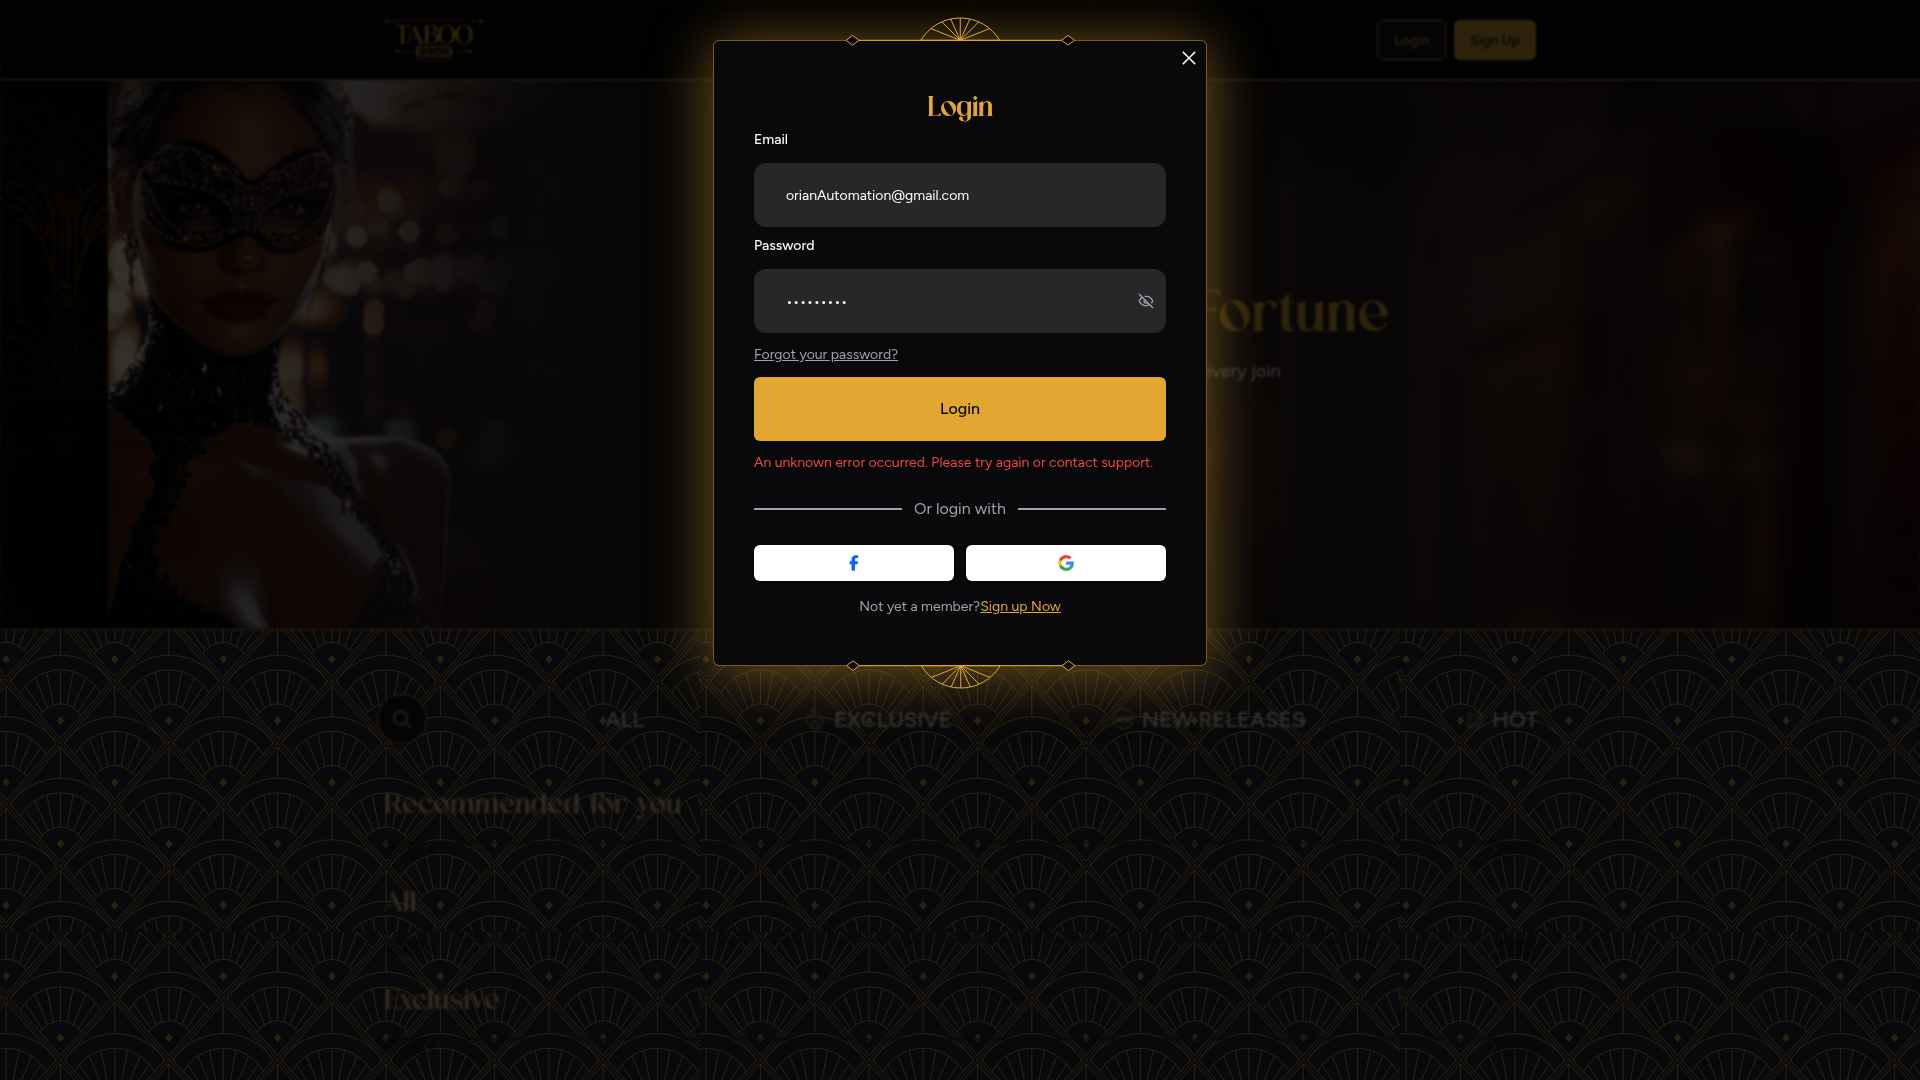 TABOO
Login
Sign Up
Login
Email
orianAutomation@gmail.com
Password
Forgot your password?
Login
An unknown error occurred. Please try again or contact support.
Or login with
Not yet a member?Sign up Now
Fortune
every join
ALL
EXCLUSIVE
NEW RELEASES
HOT
Recommended for you
All
Exclusive